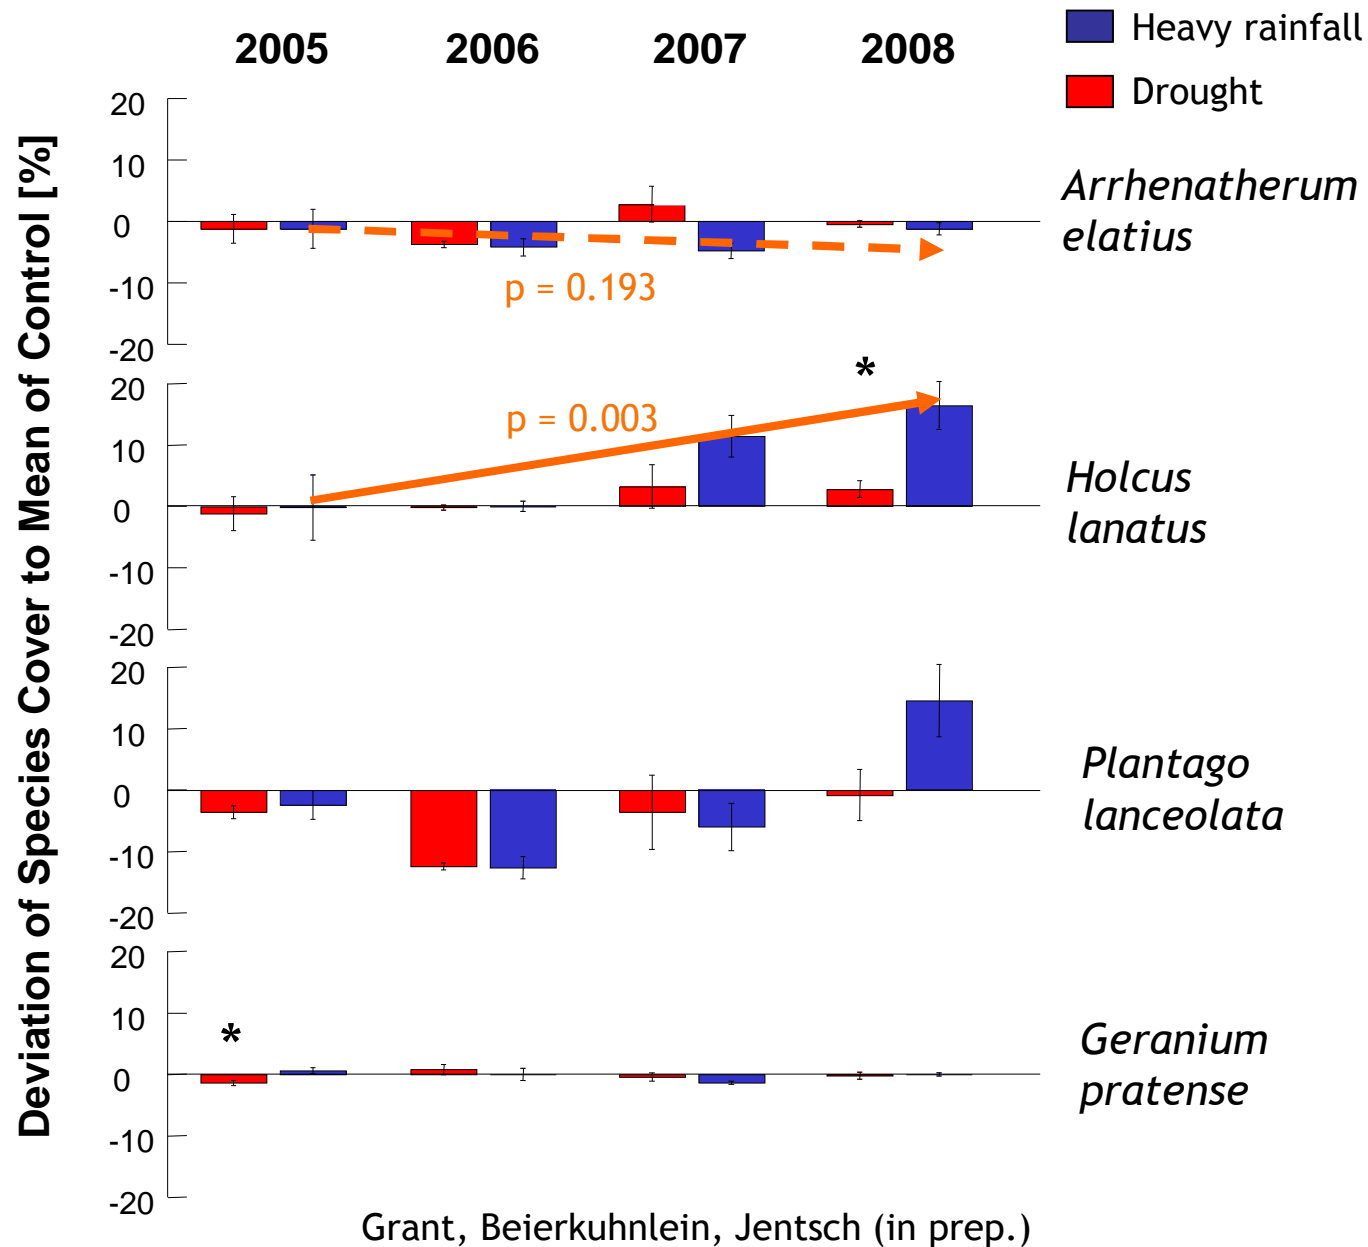 2005 2006 2007 2008
Heavy rainfall
Drought
Deviation of Species Cover to Mean of Control [%]
20
10
0
-10
-20
p = 0.193
Arrhenatherum
elatius
20
10
0
-10
-20
*
p = 0.003
Holcus
lanatus
20
10
0
-10
-20
Plantago
lanceolata
20
10
0
-10
-20
*
Geranium
pratense
Grant, Beierkuhnlein, Jentsch (in prep.)